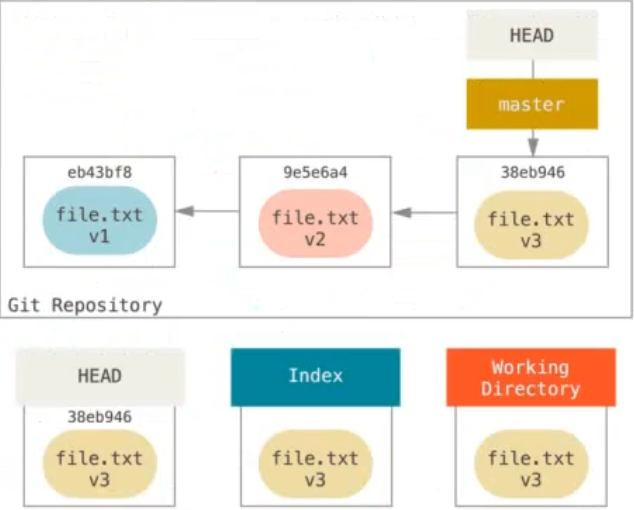 HEAD
master
eb43bf8
9e5e6a4
38eb946
file.txt
v1
file.txt
v2
file.txt
v3
Git Repository
HEAD
Index
Working
Directory
38eb946
file.txt
v3
file.txt
v3
file.txt
v3